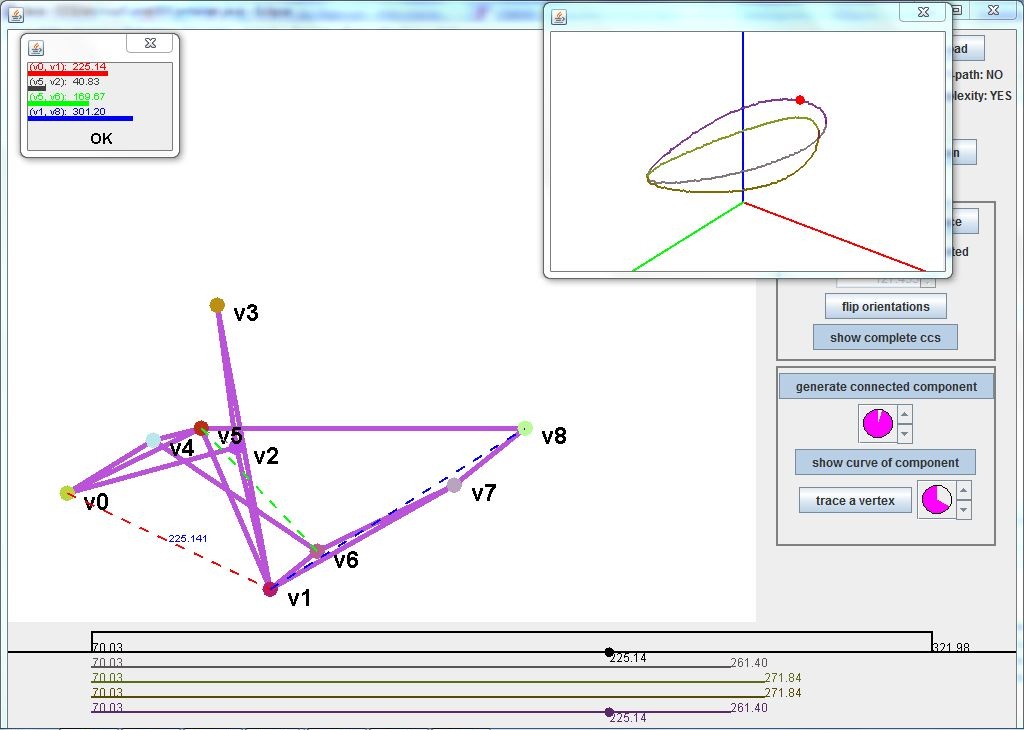 (v0, v1): 225.14
(v5, v2): 40.83
(v5, v6): 169.67
(v1, v8): 301.20
OK
ad
-path: NO
lexity: YES
n
ce
ted
flip orientations
show complete ccs
generate connected component
show curve of component
trace a vertex
v3
v5
v4
v2
v8
v7
v0
225.141
v6
v1
70.03
321.98
225.14
70.03
261.40
70.03
271.84
70.03
271.84
70.03
261.40
225.14